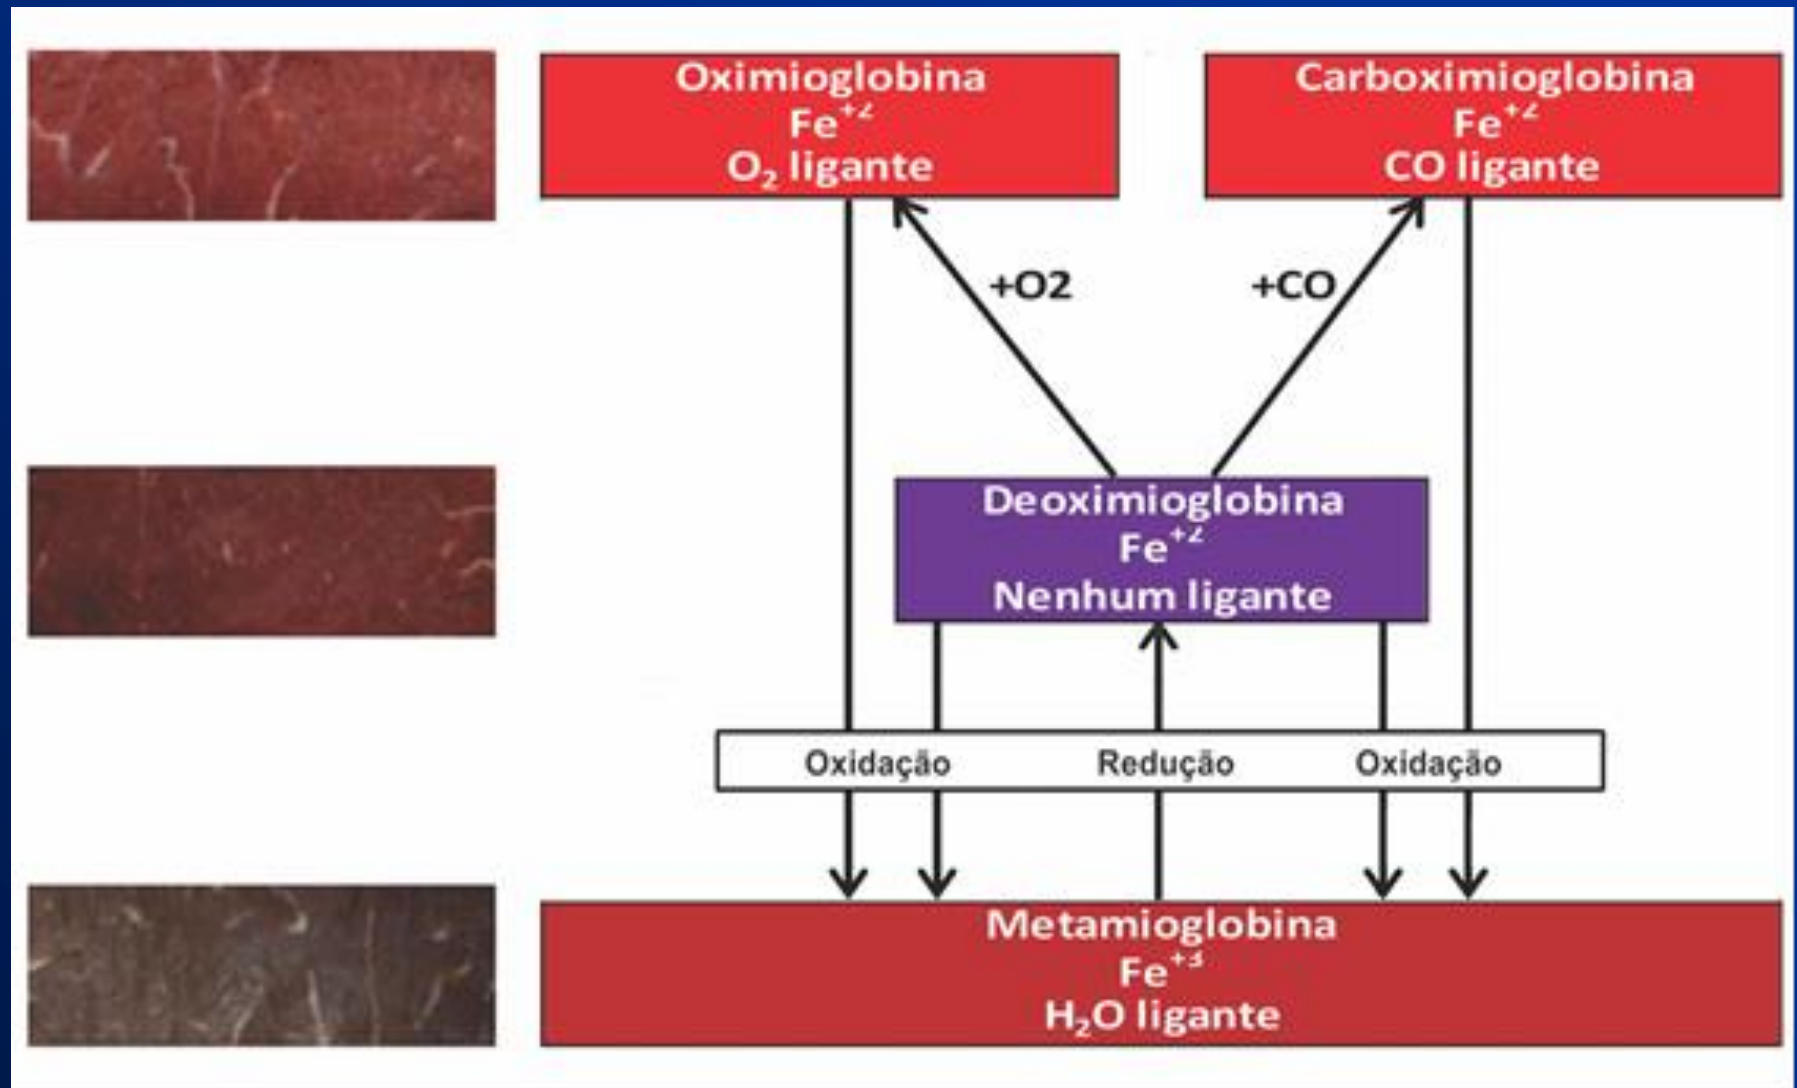 Oximioglobina
Fe⁺²
O₂ ligante
Carboximioglobina
Fe⁺²
CO ligante
+O2
+CO
Deoximioglobina
Fe⁺²
Nenhum ligante
Oxidação
Redução
Oxidação
Metamioglobina
Fe⁺³
H₂O ligante